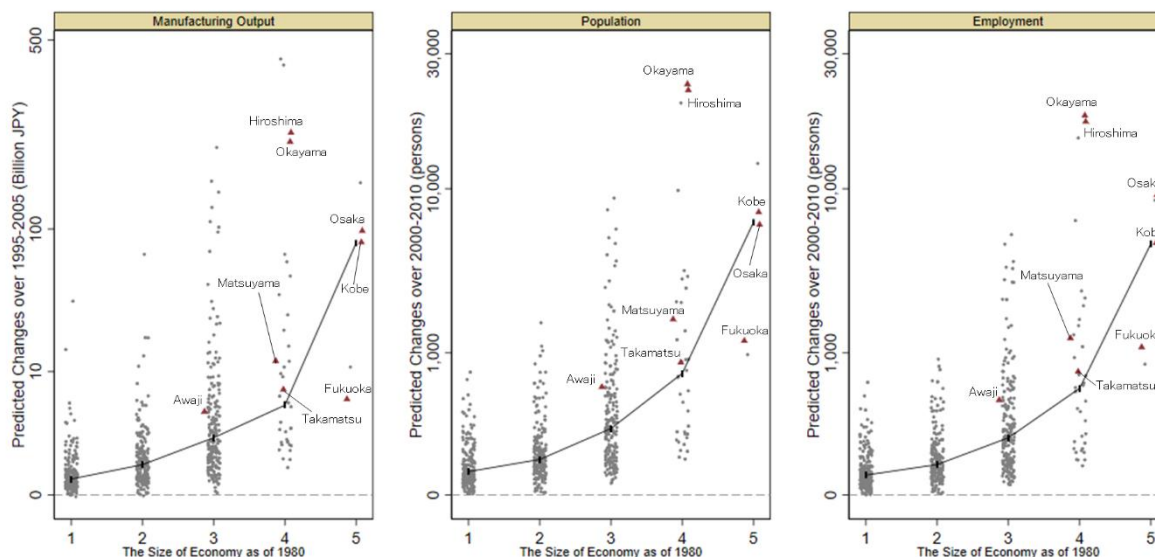 Manufacturing Output
Predicted Changes over 1995-2005 (Billion JPY)
500
100
10
0
Hiroshima
Okayama
Osaka
Kobe
Matsuyama
Awaji
Fukuoka
Takamatsu
1 2 3 4 5
The Size of Economy as of 1980
Population
Predicted Changes over 2000-2010 (persons)
30,000
10,000
1,000
0
Okayama
Hiroshima
Kobe
Osaka
Matsuyama
Fukuoka
Takamatsu
Awaji
1 2 3 4 5
The Size of Economy as of 1980
Employment
Predicted Changes over 2000-2010 (persons)
30,000
10,000
1,000
0
Okayama
Hiroshima
Osak
Kob
Matsuyama
Fukuok
Takamatsu
Awaji
1 2 3 4 5
The Size of Economy as of 1980